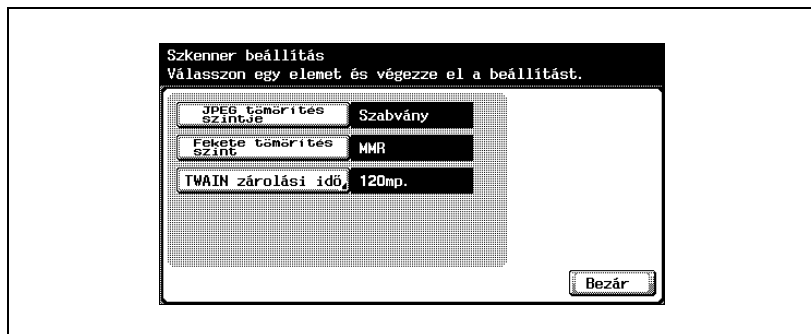 Szkenner beállítás
Válasszon egy elemet és végezze el a beállítást.
JPEG tömörítés
szintje
Szabvány
Fekete tömörítés
szint
MMR
TWAIN zárolási idő
120mp.
Bezár